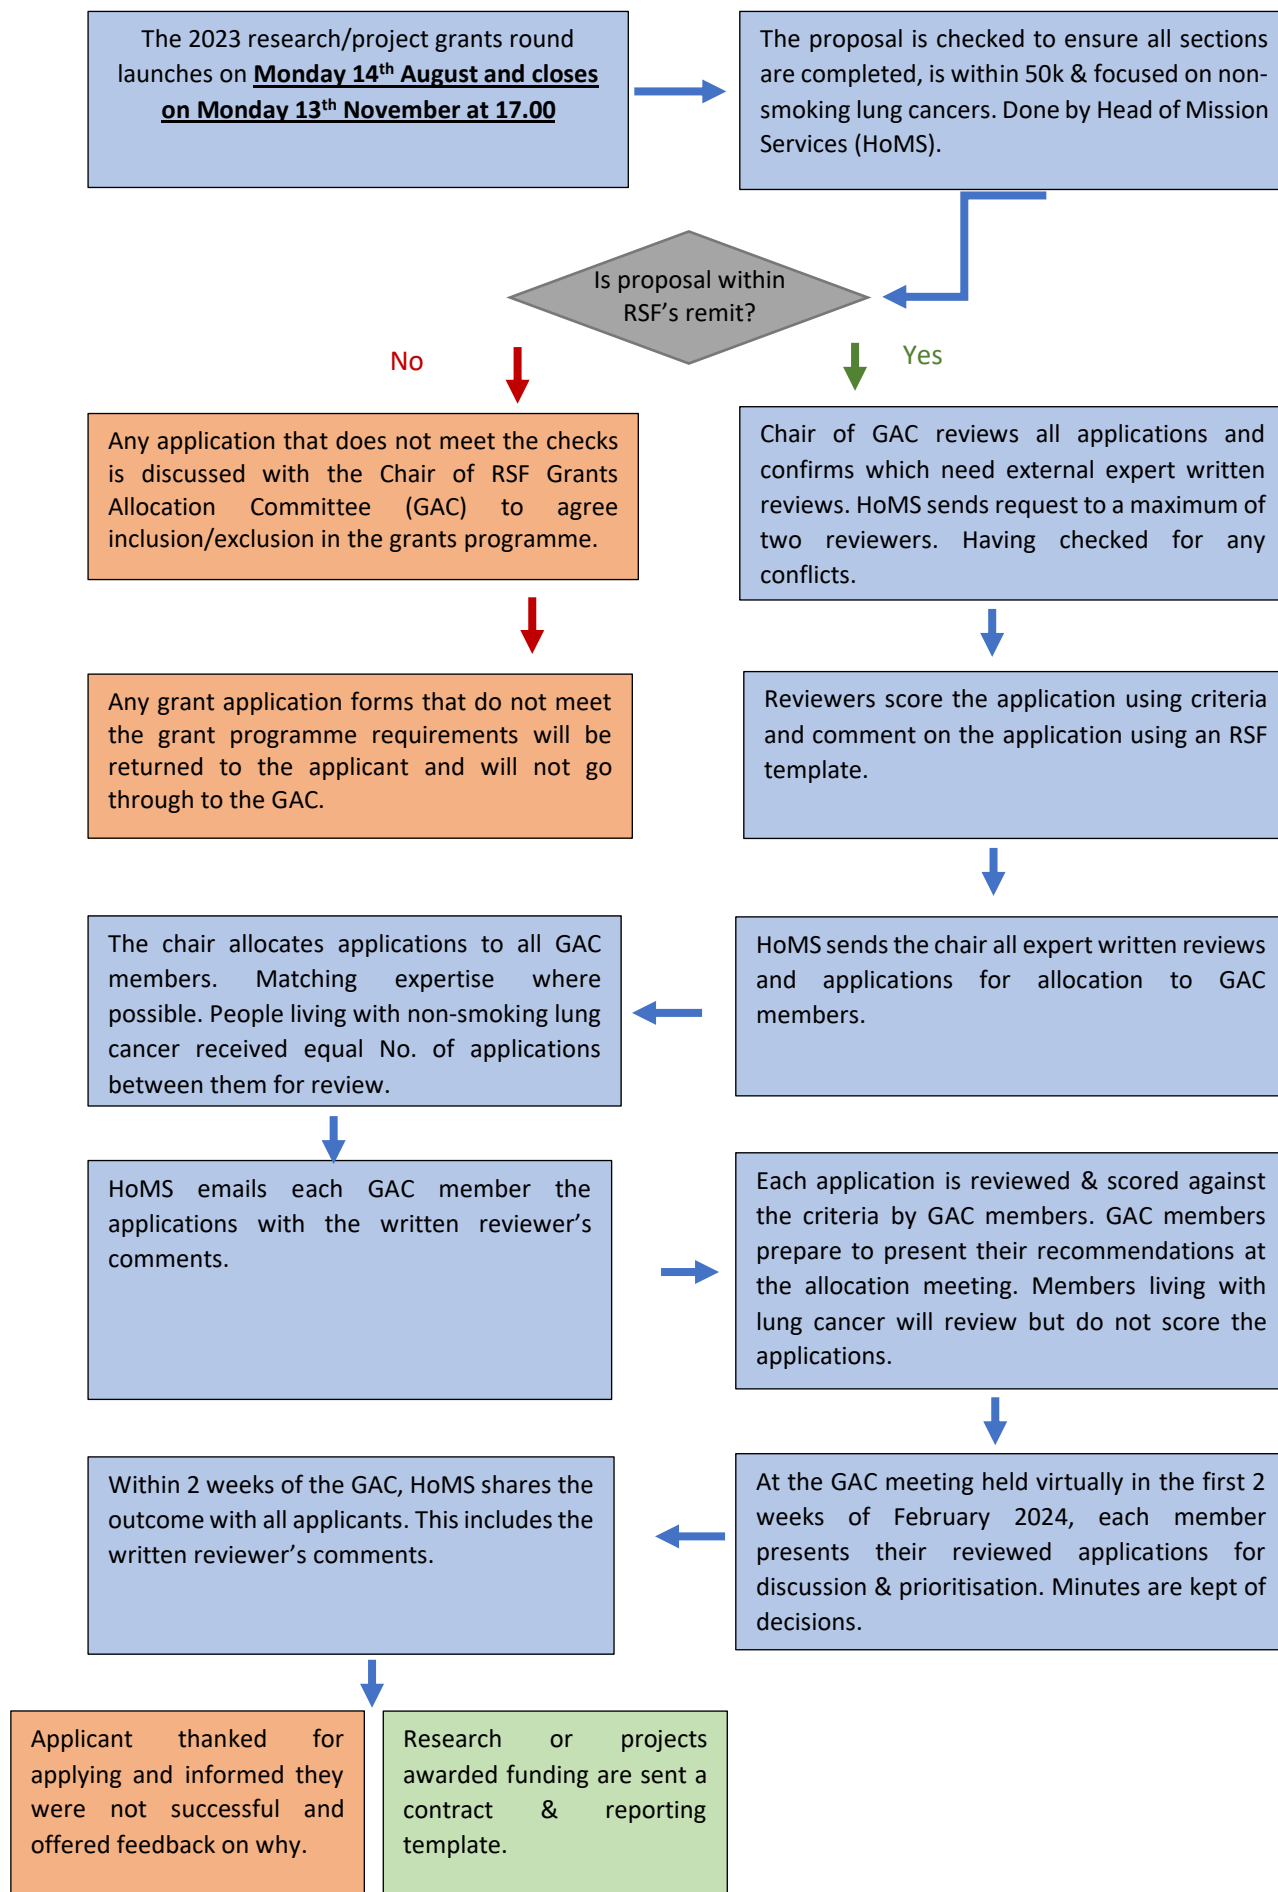 The 2023 research/project grants round
launches on Monday 14th August and closes
on Monday 13th November at 17.00
The proposal is checked to ensure all sections
are completed, is within 50k & focused on non-
smoking lung cancers. Done by Head of Mission
Services (HoMS).
Is proposal within
RSF’s remit?
No
Yes
Any application that does not meet the checks
is discussed with the Chair of RSF Grants
Allocation Committee (GAC) to agree
inclusion/exclusion in the grants programme.
Chair of GAC reviews all applications and
confirms which need external expert written
reviews. HoMS sends request to a maximum of
two reviewers. Having checked for any
conflicts.
Any grant application forms that do not meet
the grant programme requirements will be
returned to the applicant and will not go
through to the GAC.
Reviewers score the application using criteria
and comment on the application using an RSF
template.
The chair allocates applications to all GAC
members. Matching expertise where
possible. People living with non-smoking lung
cancer received equal No. of applications
between them for review.
HoMS sends the chair all expert written reviews
and applications for allocation to GAC
members.
HoMS emails each GAC member the
applications with the written reviewer’s
comments.
Each application is reviewed & scored against
the criteria by GAC members. GAC members
prepare to present their recommendations at
the allocation meeting. Members living with
lung cancer will review but do not score the
applications.
Within 2 weeks of the GAC, HoMS shares the
outcome with all applicants. This includes the
written reviewer’s comments.
At the GAC meeting held virtually in the first 2
weeks of February 2024, each member
presents their reviewed applications for
discussion & prioritisation. Minutes are kept of
decisions.
Applicant thanked for
applying and informed they
were not successful and
offered feedback on why.
Research or projects
awarded funding are sent a
contract & reporting
template.